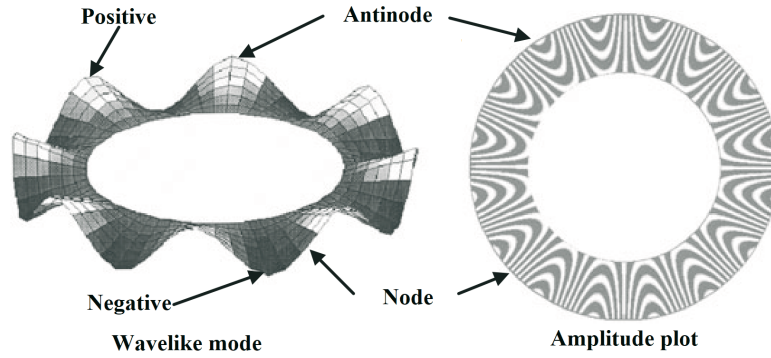 Positive
Antinode
Negative
Node
Wavelike mode
Amplitude plot